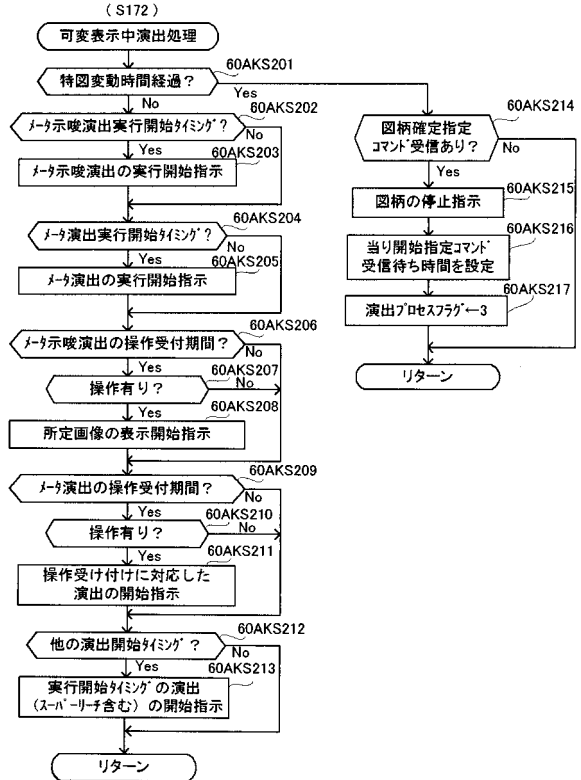 (S172)
可変表示中演出処理
60AKS201
特図変動時間経過?
Yes
No
60AKS202
メータ示唆演出実行開始タイミング?
No
Yes
60AKS203
メータ示唆演出の実行開始指示
60AKS204
メータ演出実行開始タイミング?
No
Yes
60AKS205
メータ演出の実行開始指示
60AKS206
メータ示唆演出の操作受付期間?
No
Yes
60AKS207
操作有り?
No
Yes
60AKS208
所定画像の表示開始指示
60AKS209
メータ演出の操作受付期間?
No
Yes
60AKS210
操作有り?
No
Yes
60AKS211
操作受け付けに対応した
演出の開始指示
60AKS212
他の演出開始タイミング?
No
Yes
60AKS213
実行開始タイミングの演出
(スーパーリーチ含む)の開始指示
リターン
60AKS214
図柄確定指定
コマンド受信あり?
No
Yes
60AKS215
図柄の停止指示
60AKS216
当り開始指定コマンド
受信待ち時間を設定
60AKS217
演出プロセスフラグ←3
リターン